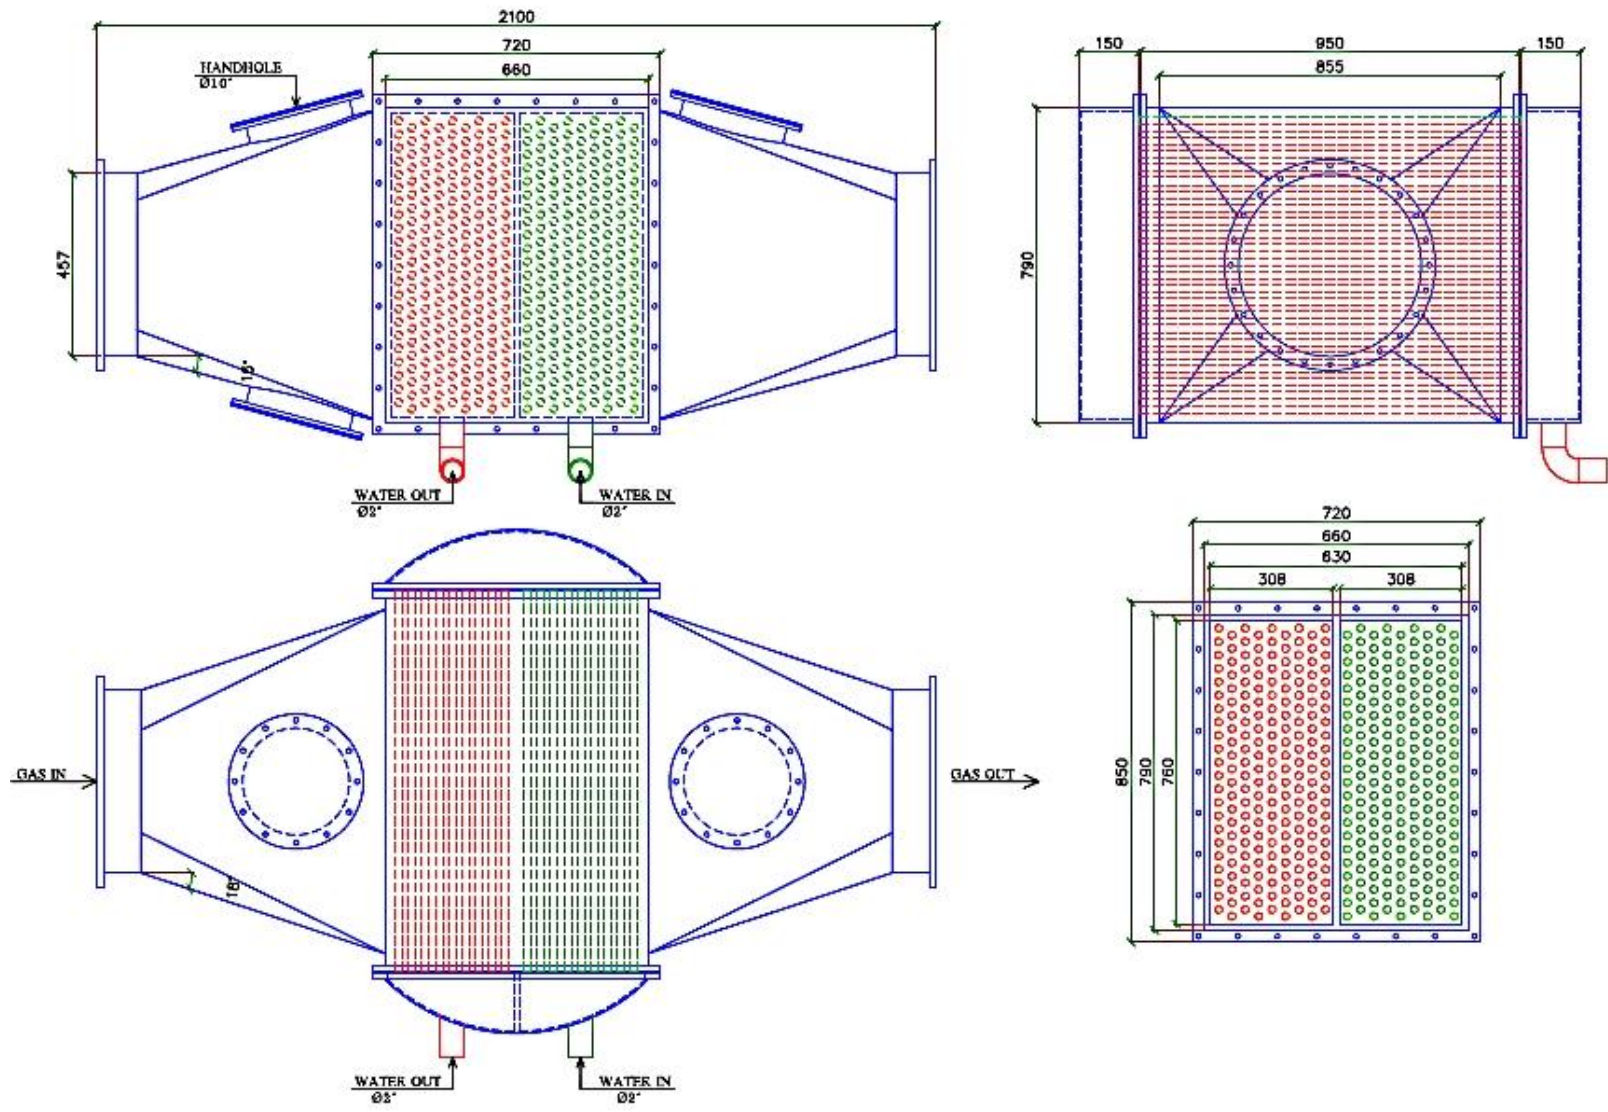 2100
720
660
HANDHOLE
Ø10"
457
15°
WATER OUT
Ø2"
WATER IN
Ø2"
150
950
150
855
790
GAS IN
GAS OUT
18°
WATER OUT
Ø2"
WATER IN
Ø2"
720
660
630
308
308
850
790
760